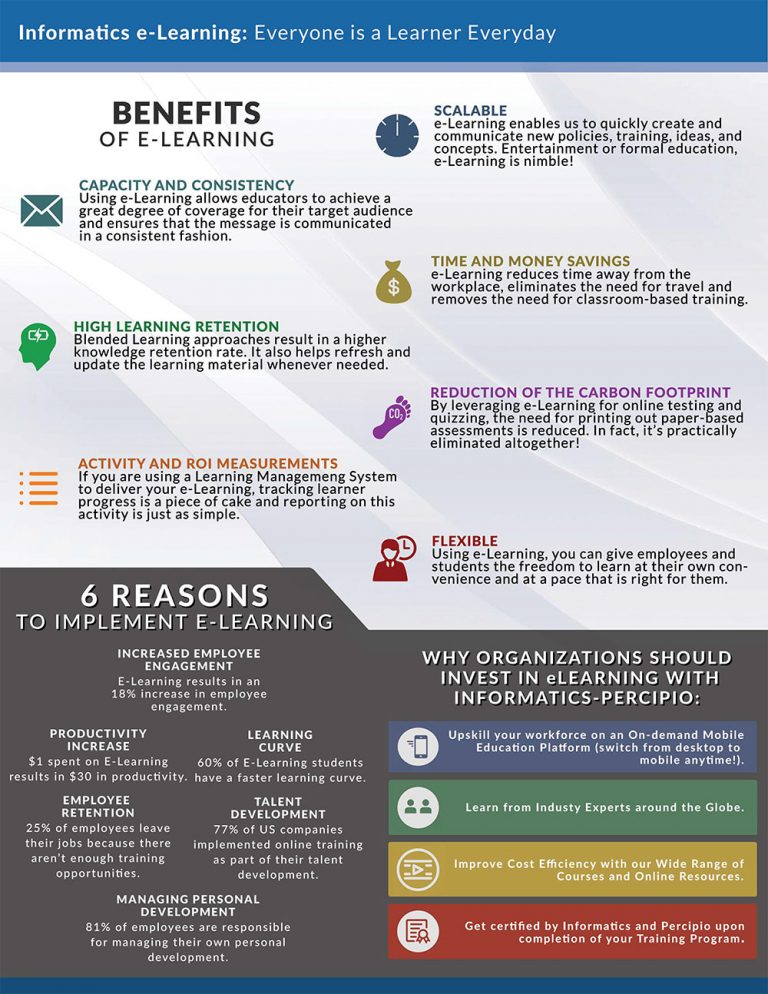 Informatics e-Learning: Everyone is a Learner Everyday
BENEFITS
OF E-LEARNING
SCALABLE
e-Learning enables us to quickly create and
communicate new policies, training, ideas, and
concepts. Entertainment or formal education,
e-Learning is nimble!
CAPACITY AND CONSISTENCY
Using e-Learning allows educators to achieve a
great degree of coverage for their target audience
and ensures that the message is communicated
in a consistent fashion.
TIME AND MONEY SAVINGS
e-Learning reduces time away from the
workplace, eliminates the need for travel and
removes the need for classroom-based training.
$
HIGH LEARNING RETENTION
Blended Learning approaches result in a higher
knowledge retention rate. It also helps refresh and
update the learning material whenever needed.
REDUCTION OF THE CARBON FOOTPRINT
By leveraging e-Learning for online testing and
quizzing, the need for printing out paper-based
assessments is reduced. In fact, it's practically
eliminated altogether!
CO2
ACTIVITY AND ROI MEASUREMENTS
If you are using a Learning Managemeng System
to deliver your e-Learning, tracking learner
progress is a piece of cake and reporting on this
activity is just as simple.
FLEXIBLE
Using e-Learning, you can give employees and
students the freedom to learn at their own con-
venience and at a pace that is right for them.
6 REASONS
TO IMPLEMENT E-LEARNING
INCREASED EMPLOYEE
ENGAGEMENT
E-Learning results in an
18% increase in employee
engagement.
PRODUCTIVITY
INCREASE
$1 spent on E-Learning
results in $30 in productivity.
LEARNING
CURVE
60% of E-Learning students
have a faster learning curve.
EMPLOYEE
RETENTION
25% of employees leave
their jobs because there
aren't enough training
opportunities.
TALENT
DEVELOPMENT
77% of US companies
implemented online training
as part of their talent
development.
MANAGING PERSONAL
DEVELOPMENT
81% of employees are responsible
for managing their own personal
development.
WHY ORGANIZATIONS SHOULD
INVEST IN eLEARNING WITH
INFORMATICS-PERCIPIO:
Upskill your workforce on an On-demand Mobile
Education Platform (switch from desktop to
mobile anytime!).
Learn from Industy Experts around the Globe.
Improve Cost Efficiency with our Wide Range of
Courses and Online Resources.
Get certified by Informatics and Percipio upon
completion of your Training Program.